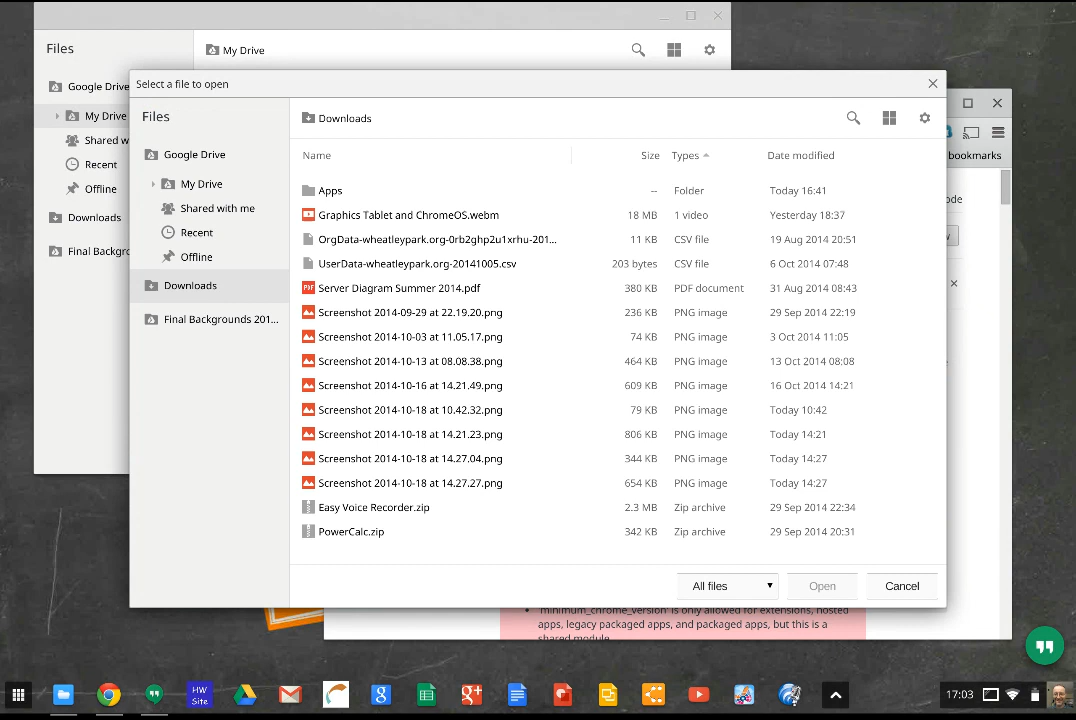 Files
My Drive
Google Drive
My Drive
Shared w
Recent
Offline
Downloads
Final Backgro
Select a file to open
Files
Google Drive
My Drive
Shared with me
Recent
Offline
Downloads
Final Backgrounds 201...
Downloads
Name Size Types Date modified
Apps -- Folder Today 16:41
Graphics Tablet and ChromeOS.webm 18 MB 1 video Yesterday 18:37
OrgData-wheatleypark.org-0rb2ghp2u1xrhu-201... 11 KB CSV file 19 Aug 2014 20:51
UserData-wheatleypark.org-20141005.csv 203 bytes CSV file 6 Oct 2014 07:48
PDF Server Diagram Summer 2014.pdf 380 KB PDF document 31 Aug 2014 08:43
Screenshot 2014-09-29 at 22.19.20.png 236 KB PNG image 29 Sep 2014 22:19
Screenshot 2014-10-03 at 11.05.17.png 74 KB PNG image 3 Oct 2014 11:05
Screenshot 2014-10-13 at 08.08.38.png 464 KB PNG image 13 Oct 2014 08:08
Screenshot 2014-10-16 at 14.21.49.png 609 KB PNG image 16 Oct 2014 14:21
Screenshot 2014-10-18 at 10.42.32.png 79 KB PNG image Today 10:42
Screenshot 2014-10-18 at 14.21.23.png 806 KB PNG image Today 14:21
Screenshot 2014-10-18 at 14.27.04.png 344 KB PNG image Today 14:27
Screenshot 2014-10-18 at 14.27.27.png 654 KB PNG image Today 14:27
Easy Voice Recorder.zip 2.3 MB Zip archive 29 Sep 2014 22:34
PowerCalc.zip 342 KB Zip archive 29 Sep 2014 20:31
All files Open Cancel
bookmarks
ode
'minimum_chrome_version' is only allowed for extensions, hosted
apps, legacy packaged apps, and packaged apps, but this is a
shared module.
HW
Site
17:03